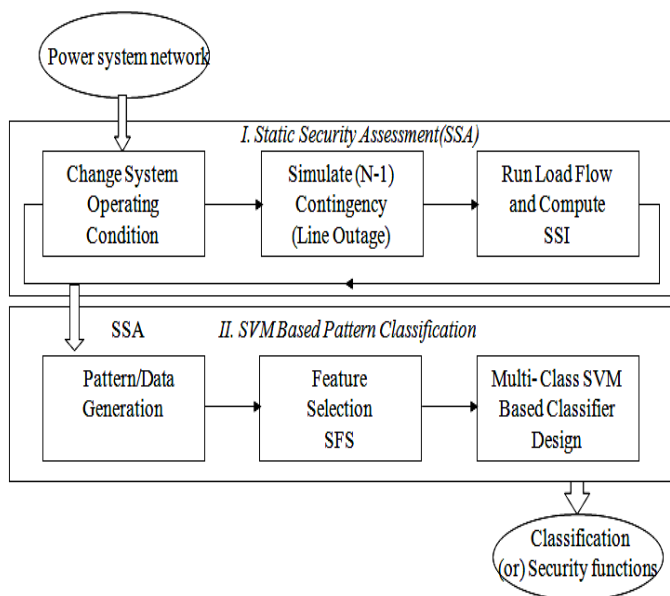 Power system network
I. Static Security Assessment(SSA)
Change System
Operating
Condition
Simulate (N-1)
Contingency
(Line Outage)
Run Load Flow
and Compute
SSI
SSA
II. SVM Based Pattern Classification
Pattern/Data
Generation
Feature
Selection
SFS
Multi- Class SVM
Based Classifier
Design
Classification
(or) Security functions